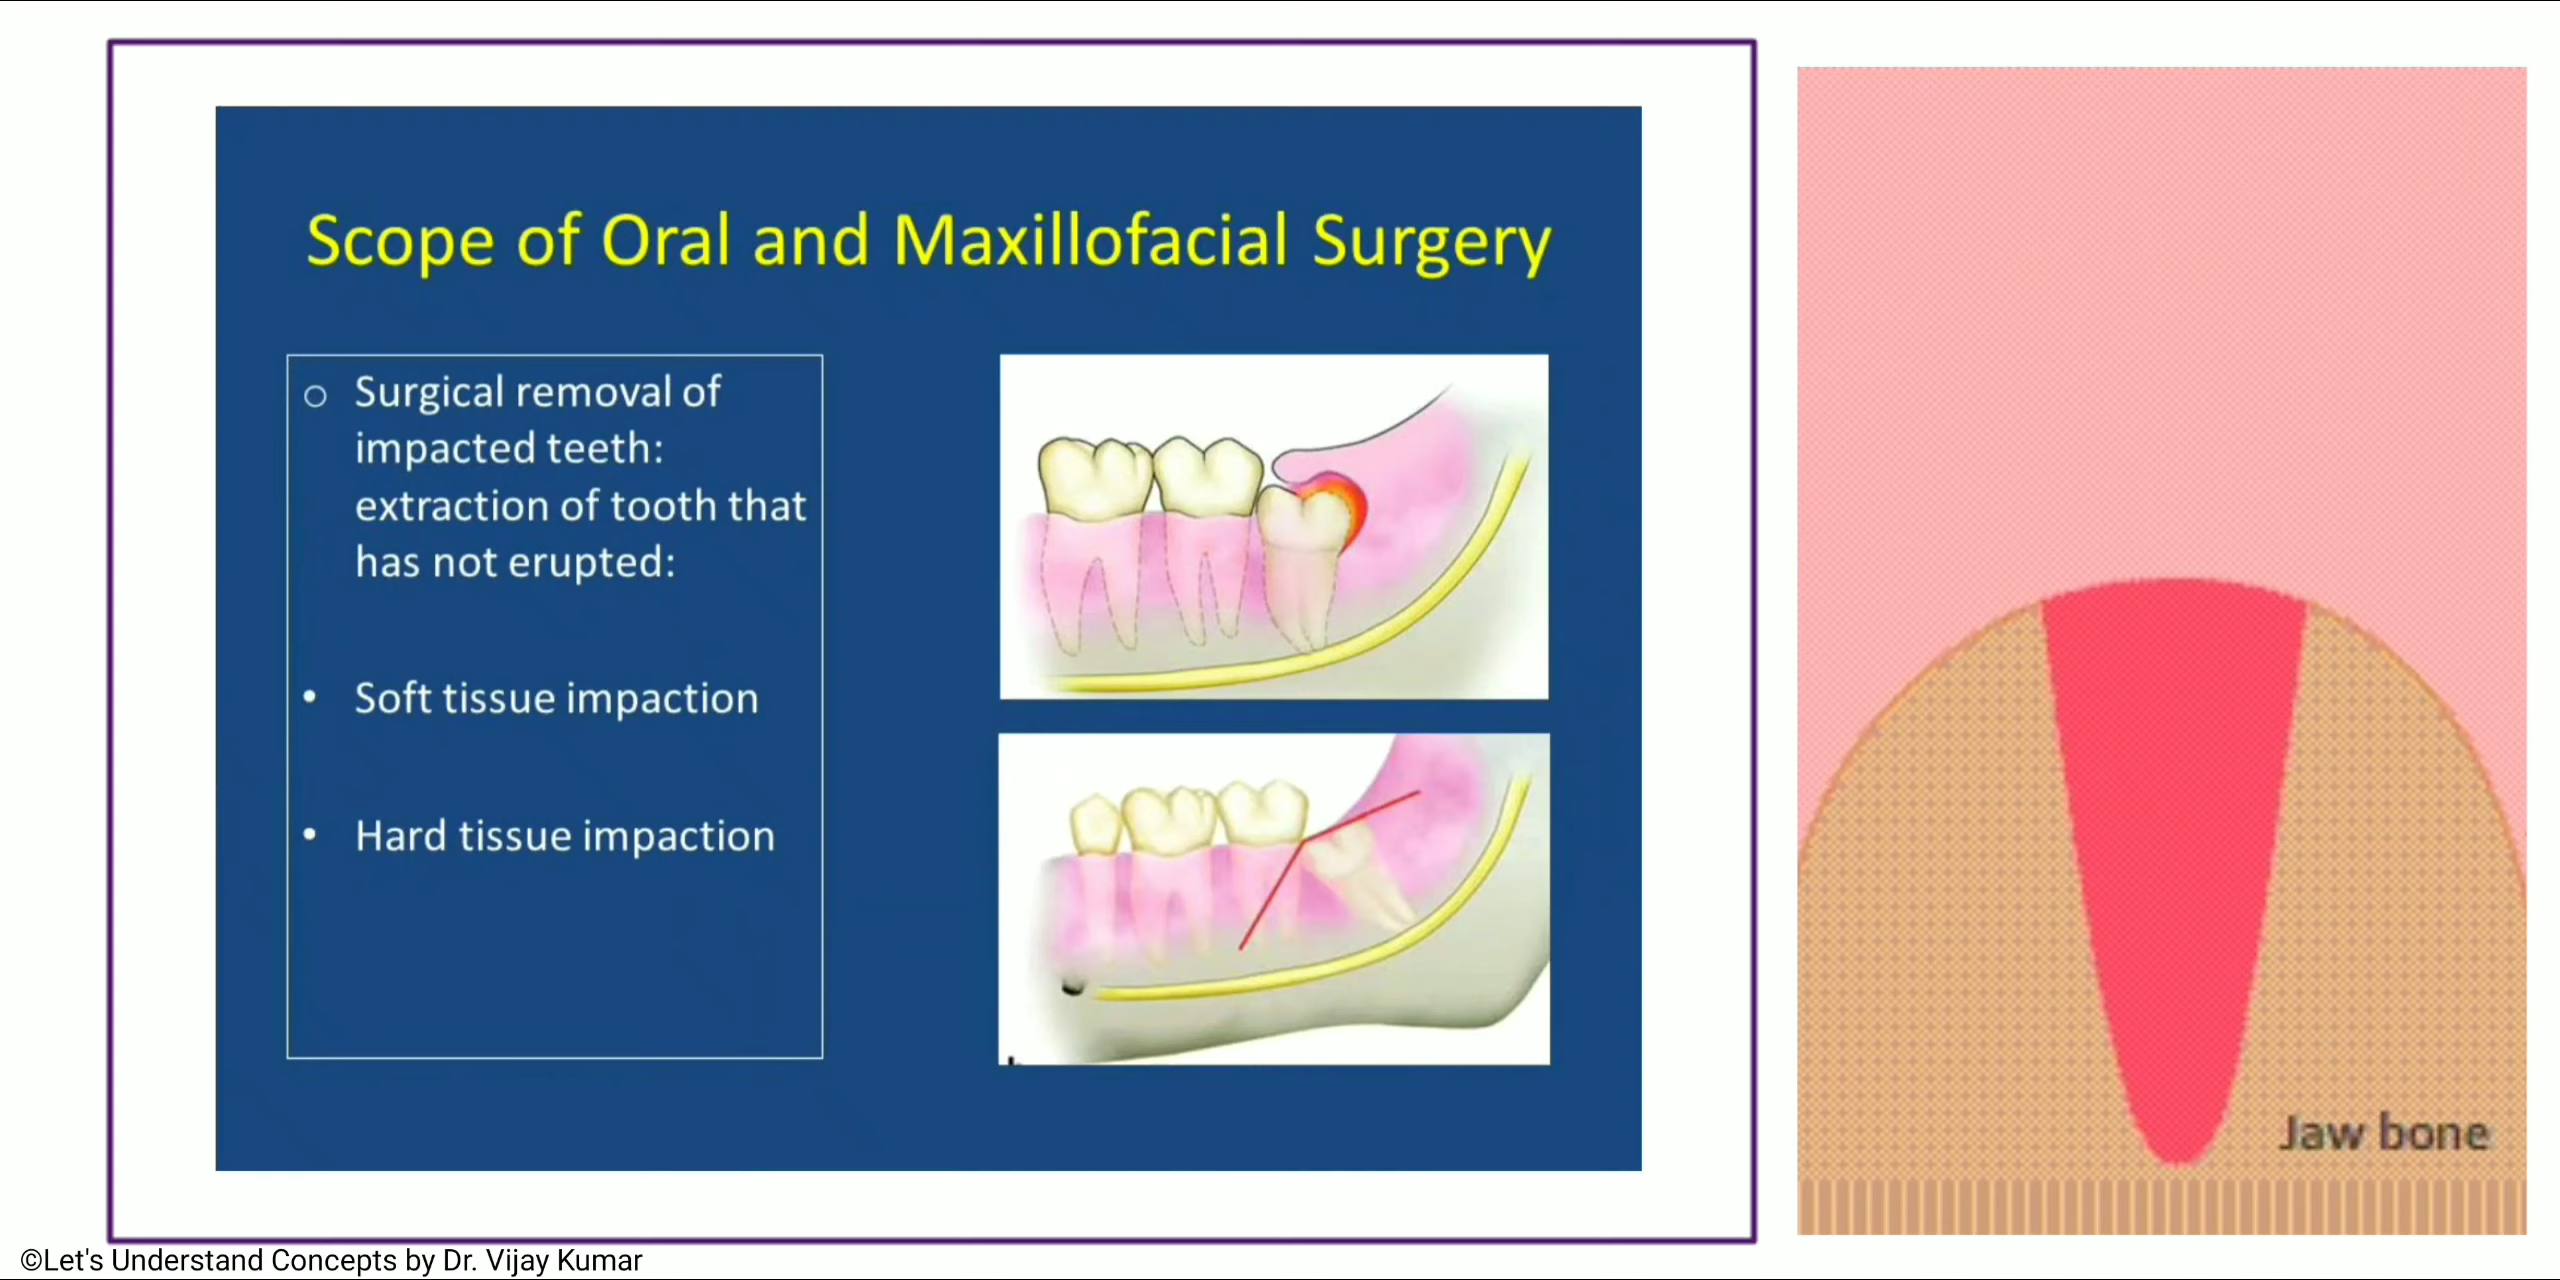 Scope of Oral and Maxillofacial Surgery
o Surgical removal of
impacted teeth:
extraction of tooth that
has not erupted:
• Soft tissue impaction
• Hard tissue impaction
Jaw bone
©Let's Understand Concepts by Dr. Vijay Kumar